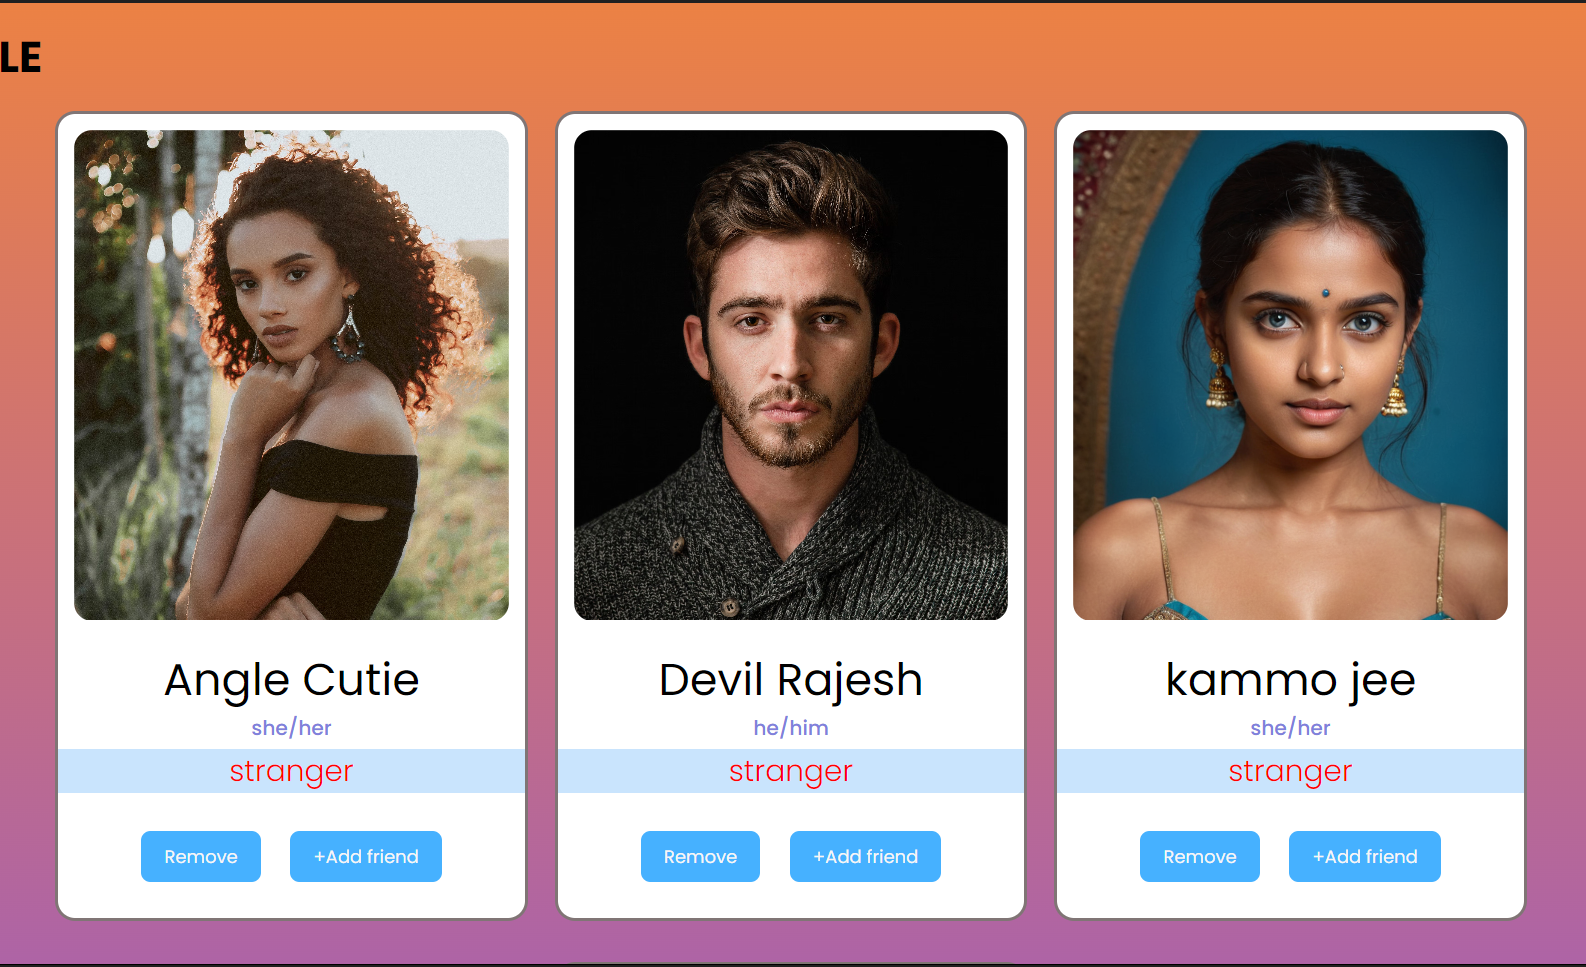 LE
Angle Cutie
she/her
stranger
Remove
+Add friend
Devil Rajesh
he/him
stranger
Remove
+Add friend
kammo jee
she/her
stranger
Remove
+Add friend